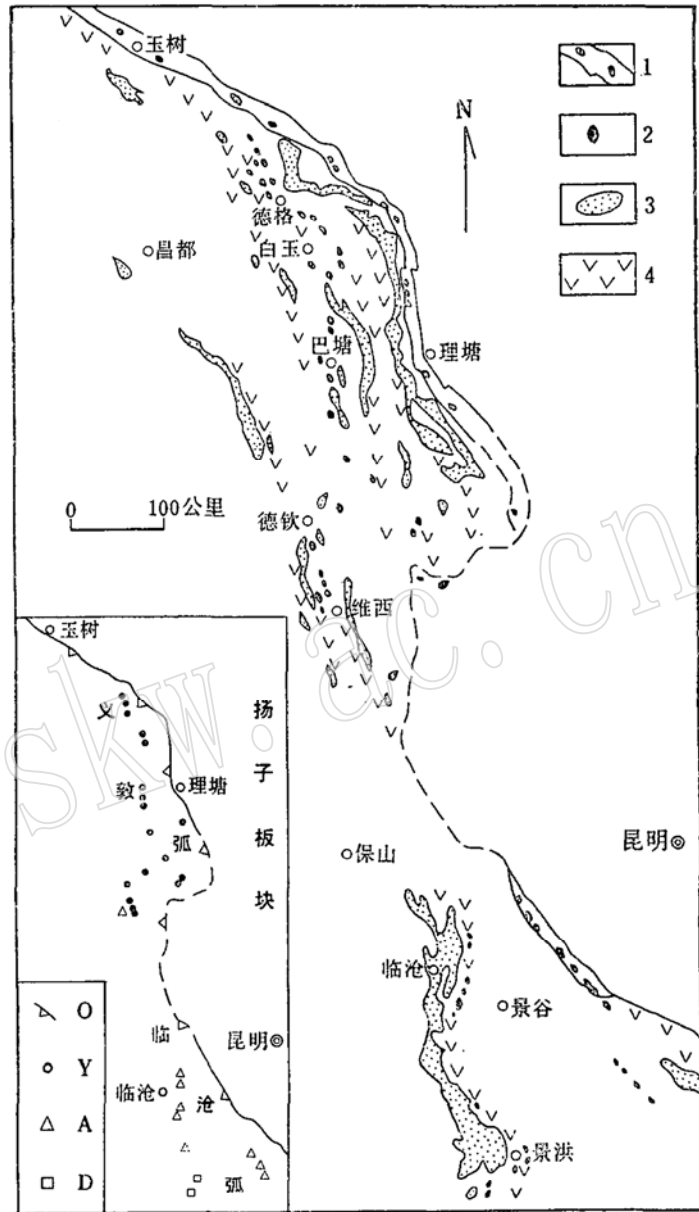 玉树
1
N
2
3
德格
昌都
白玉
4
巴塘
理塘
0 100公里
德钦
维西
skw.ac.cn
保山
昆明
临沧
景谷
景洪
玉树
义
敦
弧
理塘
扬子板块
临
昆明
临沧
沧
弧
O
Y
A
D